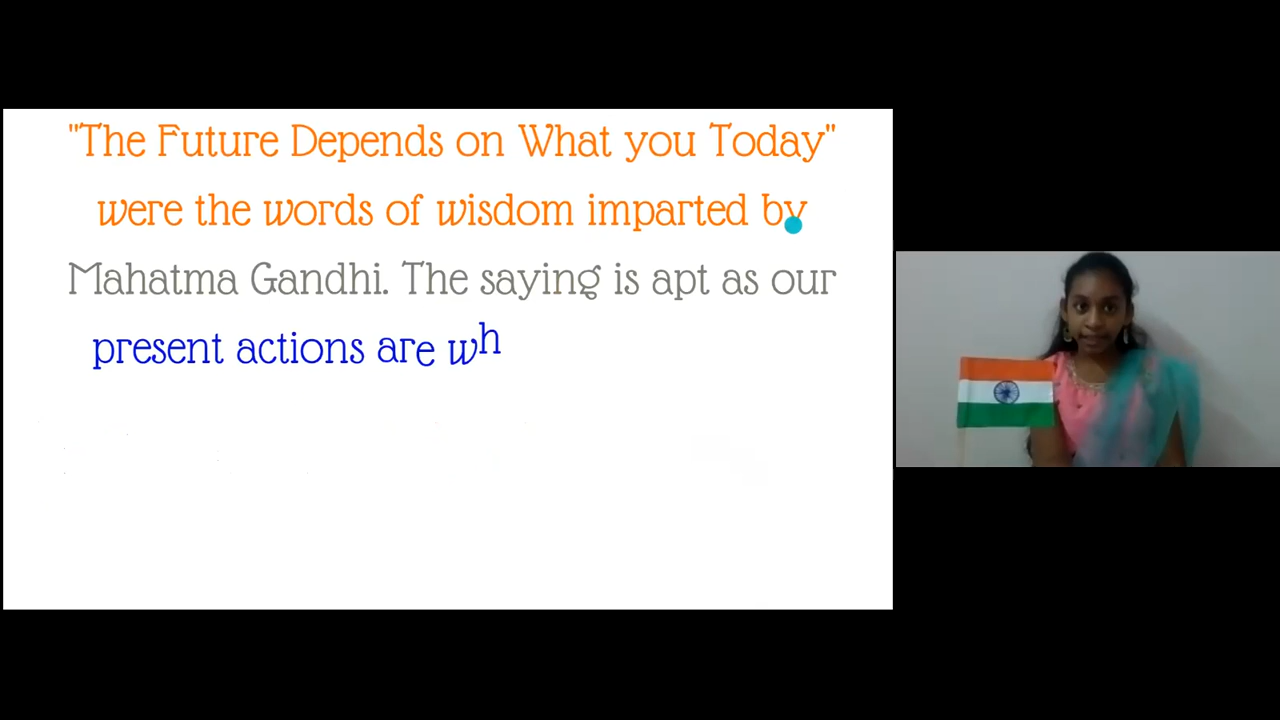 "The Future Depends on What you Today"
were the words of wisdom imparted by
Mahatma Gandhi. The saying is apt as our
present actions are wh